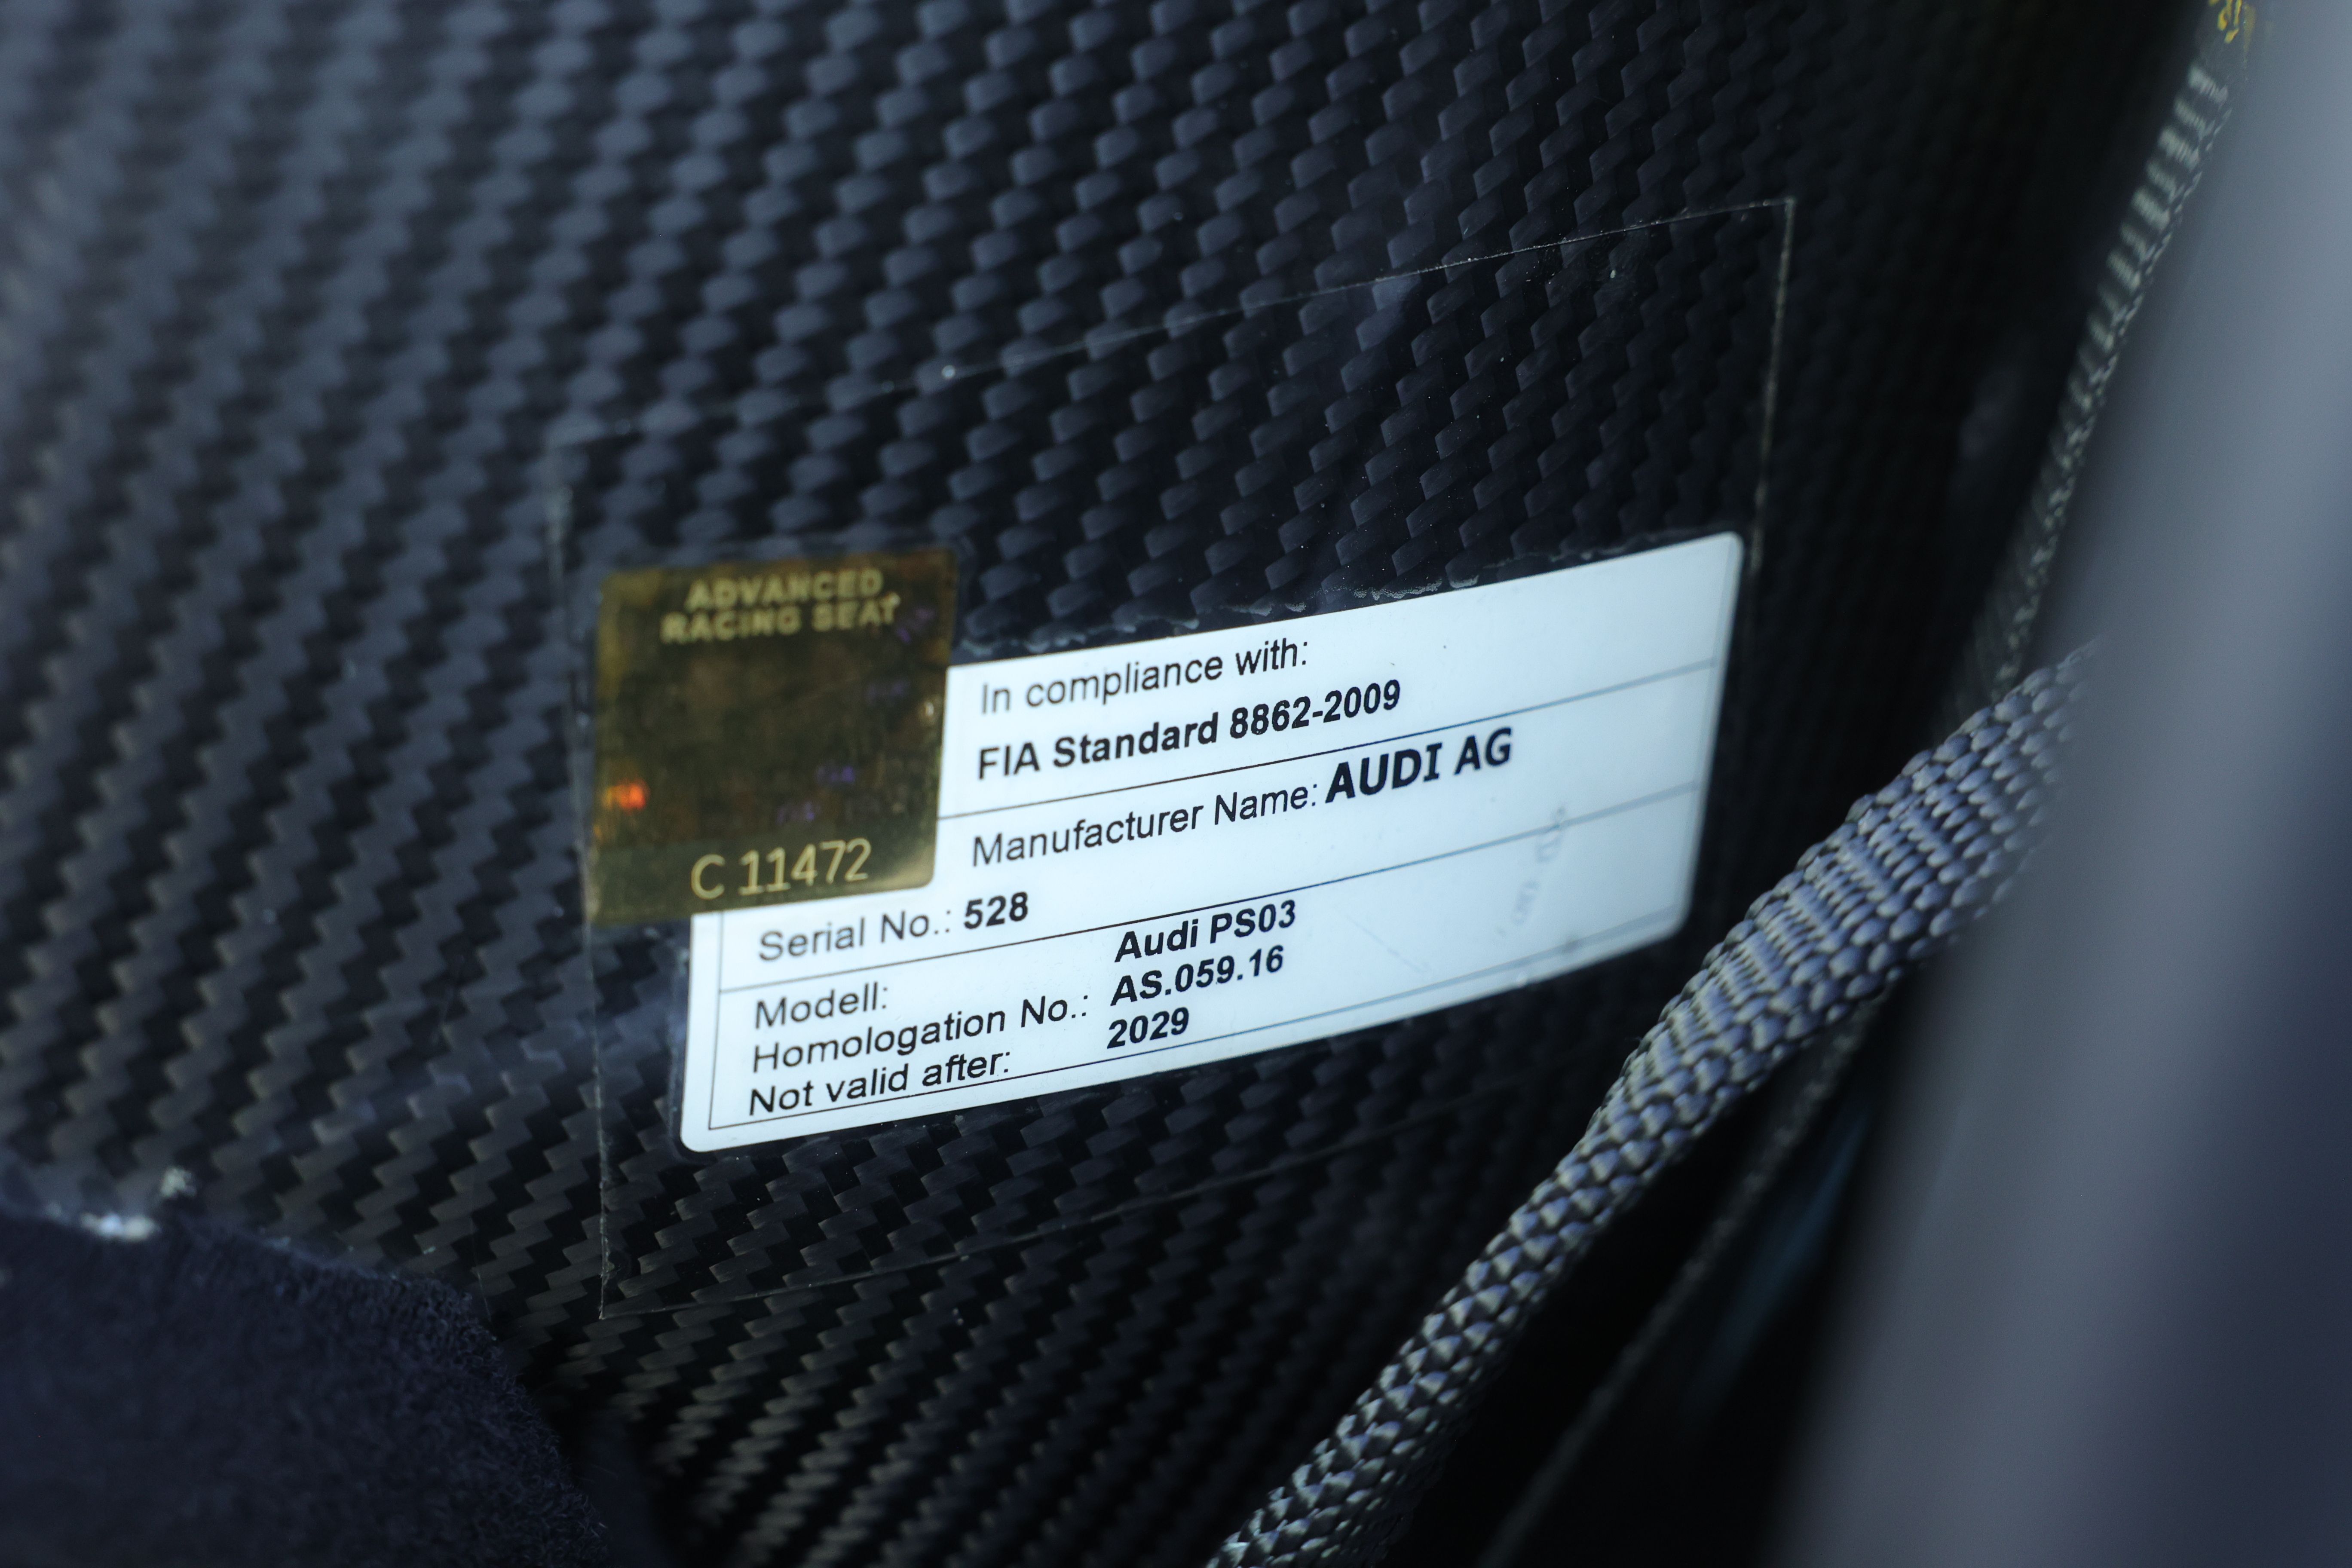 ADVANCED
RACING SEAT
FIA
C 11472
In compliance with:
FIA Standard 8862-2009
Manufacturer Name: AUDI AG
Serial No.: 528
Modell: Audi PS03
Homologation No.: AS.059.16
Not valid after: 2029